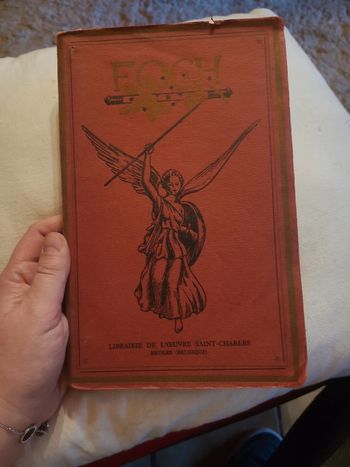 FOCH
LIBRAIRIE DE L'ŒUVRE SAINT-CHARLES
BRUGES (BELGIQUE)